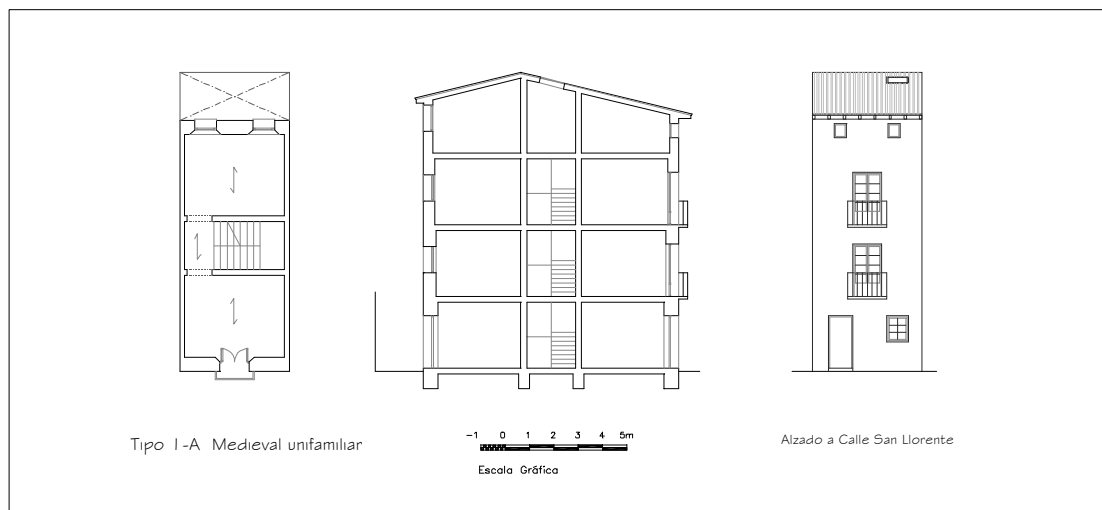 Tipo 1-A Medieval unifamiliar
-1 0 1 2 3 4 5m
Escala Gráfica
Alzado a Calle San Llorente